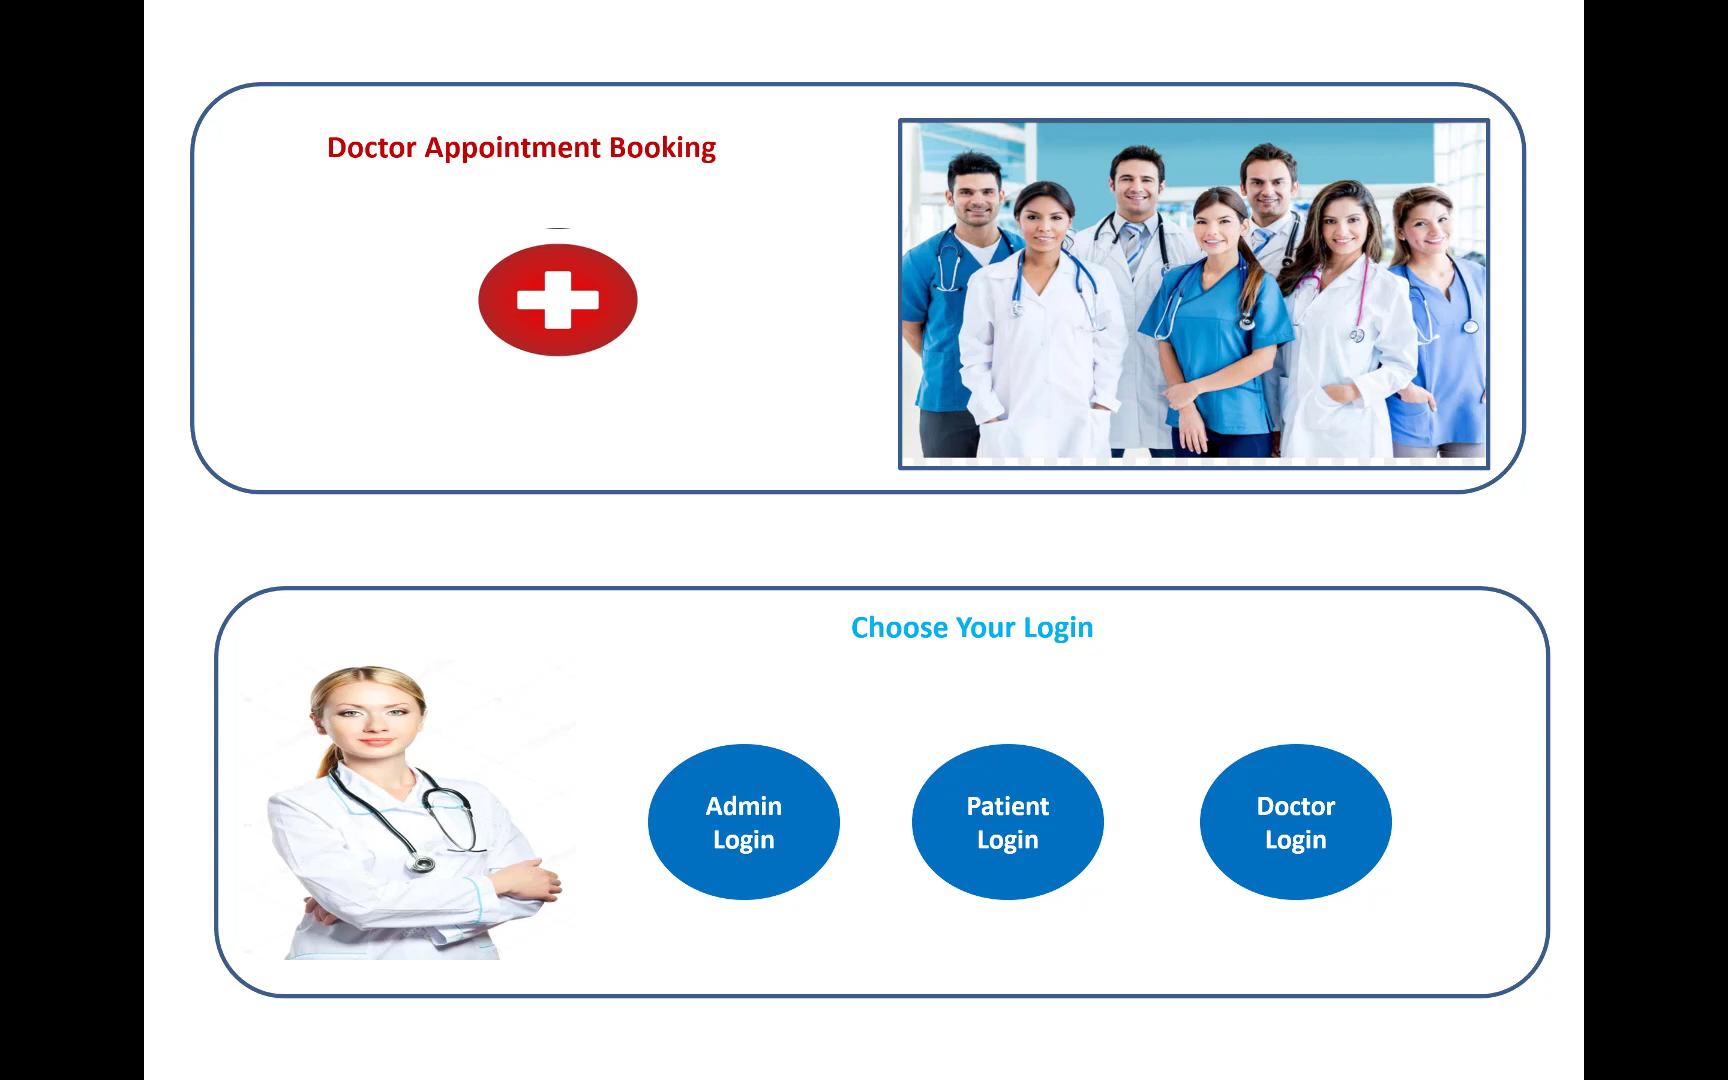 Doctor Appointment Booking
Choose Your Login
Admin
Login
Patient
Login
Doctor
Login